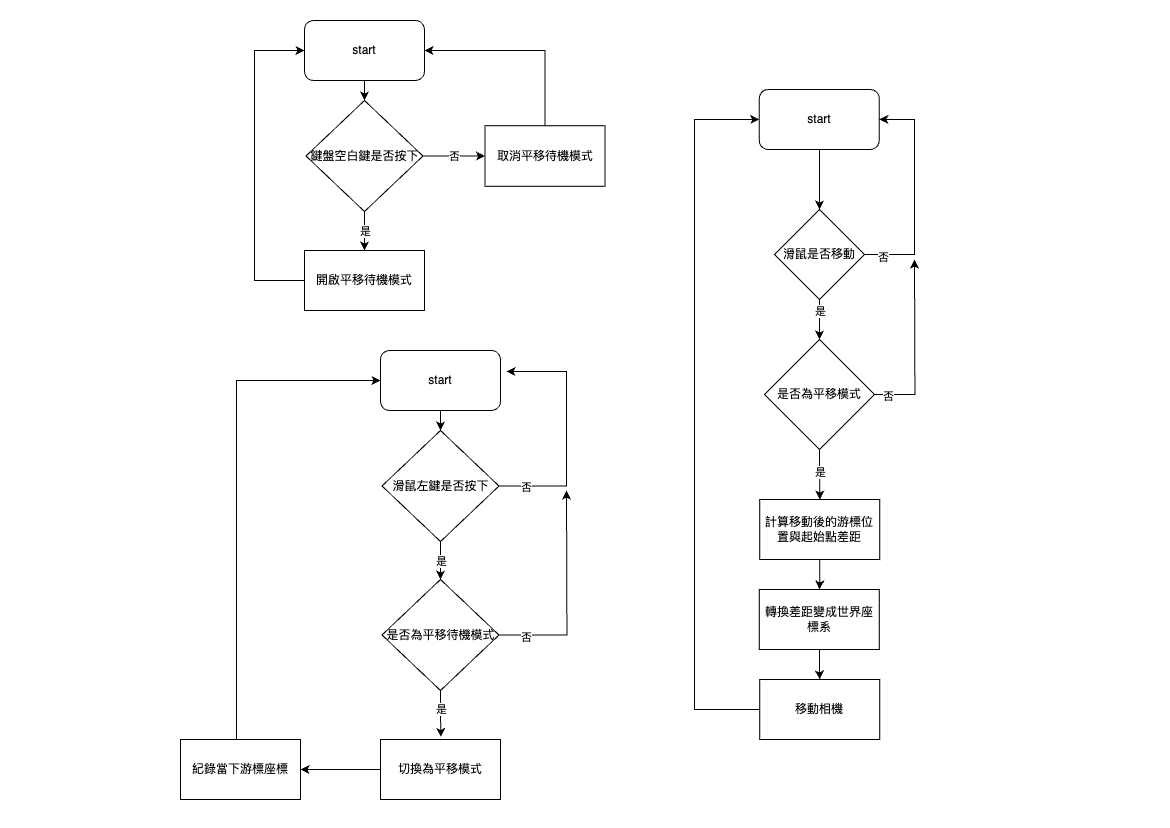 start
鍵盤空白鍵是否按下
否
取消平移待機模式
是
開啟平移待機模式
start
滑鼠左鍵是否按下
否
是
是否為平移待機模式
否
是
切換為平移模式
紀錄當下游標座標
start
滑鼠是否移動
否
是
是否為平移模式
否
是
計算移動後的游標位
置與起始點差距
轉換差距變成世界座
標系
移動相機